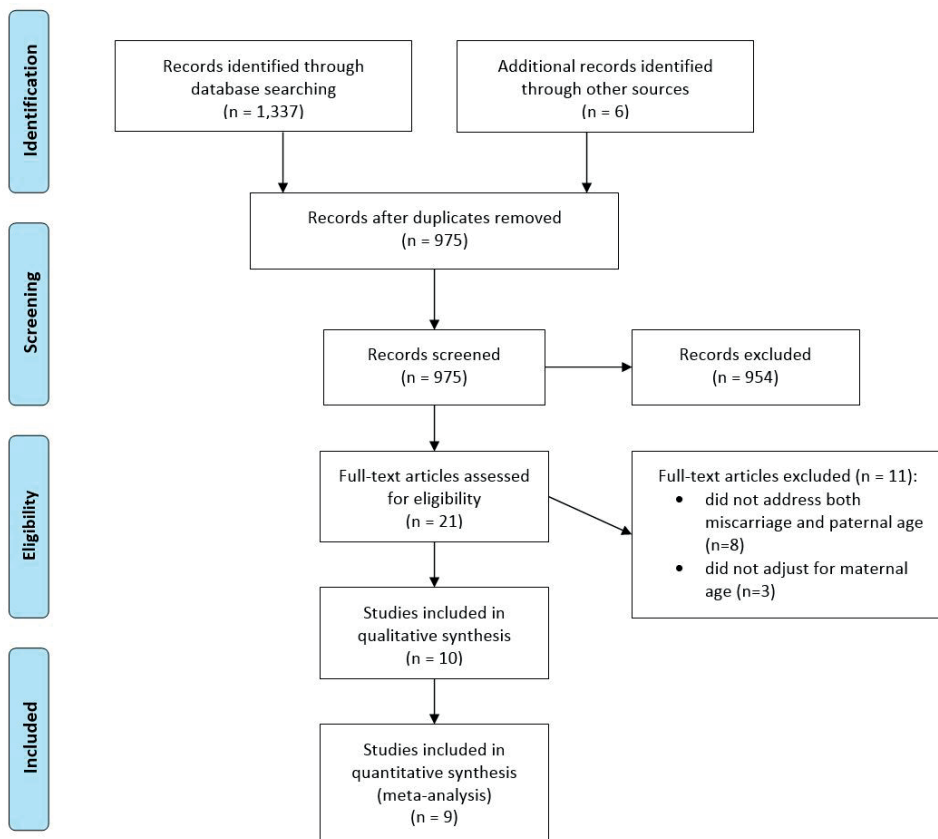 Identification
Records identified through
database searching
(n = 1,337)
Additional records identified
through other sources
(n = 6)
Records after duplicates removed
(n = 975)
Screening
Records screened
(n = 975)
Records excluded
(n = 954)
Eligibility
Full-text articles assessed
for eligibility
(n = 21)
Full-text articles excluded (n = 11):
• did not address both
miscarriage and paternal age
(n=8)
• did not adjust for maternal
age (n=3)
Studies included in
qualitative synthesis
(n = 10)
Included
Studies included in
quantitative synthesis
(meta-analysis)
(n = 9)